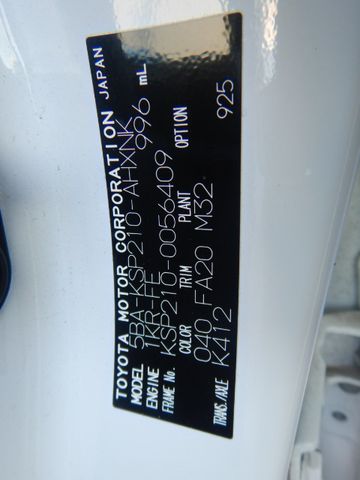 TOYOTA MOTOR CORPORATION JAPAN
MODEL 5BA-KSP210-AHXNK
ENGINE 1KR-FE 996 mL
FRAME No. KSP210-0056409
COLOR TRIM PLANT OPTION
040 FA20 M32 925
TRANS./AXLE K412